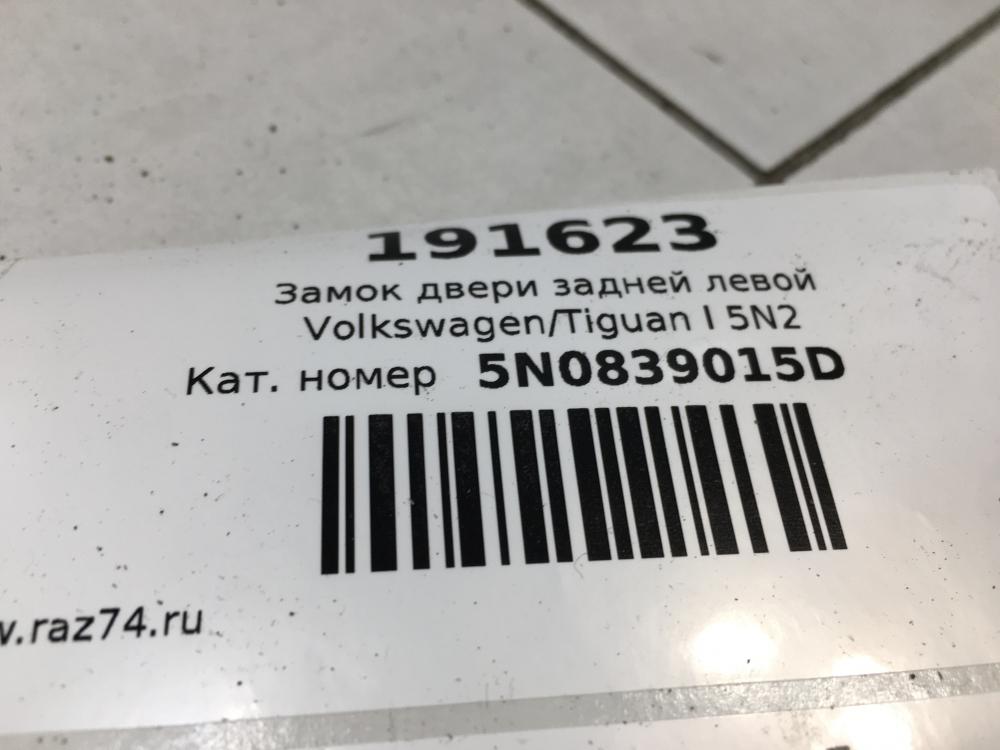 191623
Замок двери задней левой
Volkswagen/Tiguan I 5N2
Кат. номер 5N0839015D
w.raz74.ru